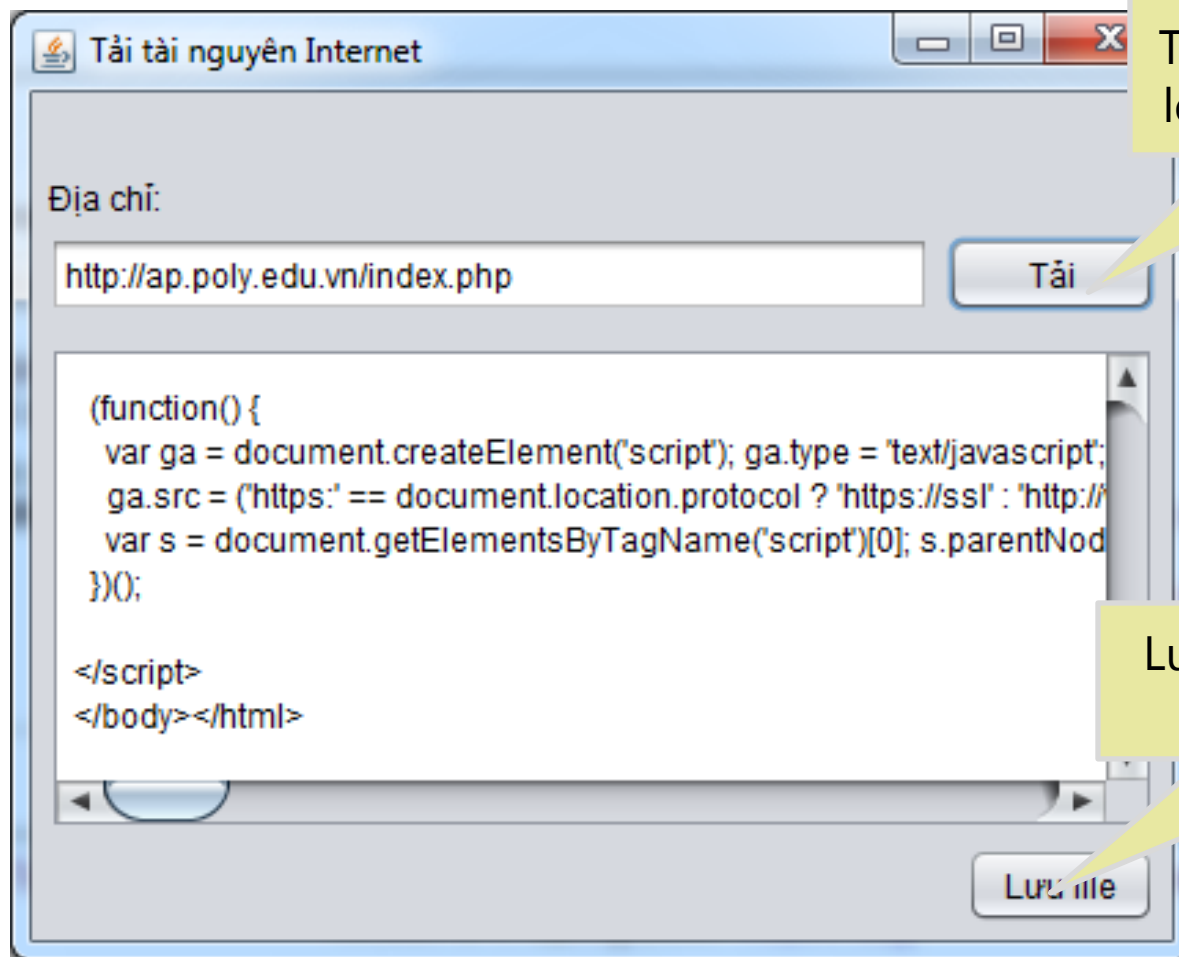 Tải tài nguyên Internet
Địa chỉ:
http://ap.poly.edu.vn/index.php
Tải
(function() {
var ga = document.createElement('script'); ga.type = 'text/javascript';
ga.src = ('https:' == document.location.protocol ? 'https://ssl' : 'http://
var s = document.getElementsByTagName('script')[0]; s.parentNod
})();
</script>
</body></html>
Lưu file